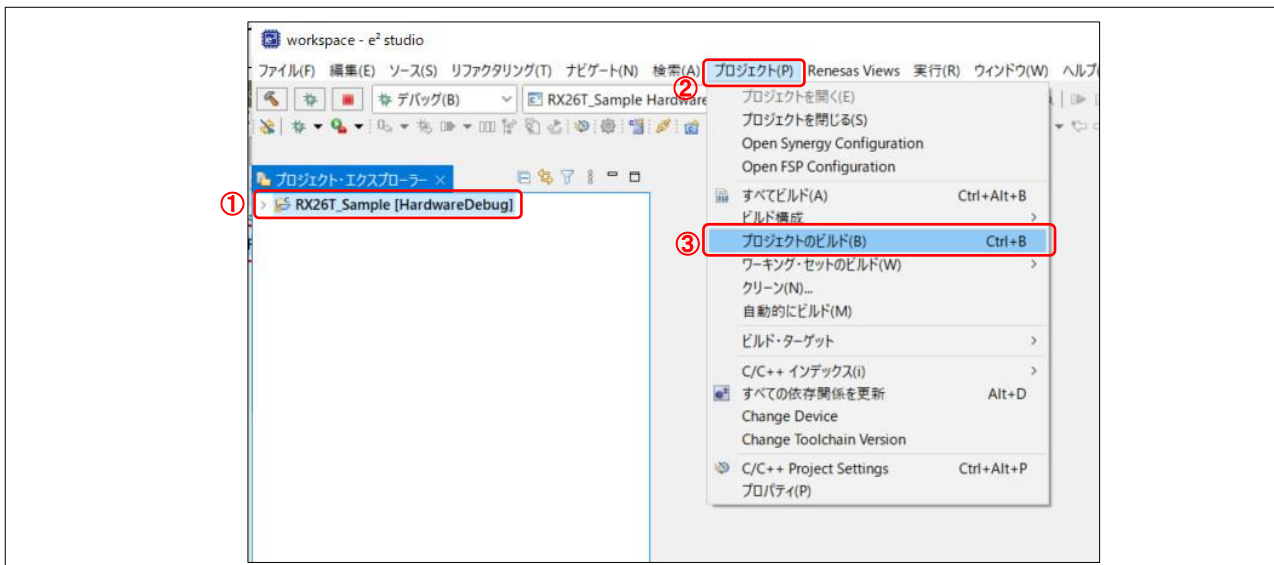 workspace - e² studio
ファイル(F) 編集(E) ソース(S) リファクタリング(T) ナビゲート(N) 検索(A) プロジェクト(P) Renesas Views 実行(R) ウィンドウ(W) ヘルプ(
②
デバッグ(B) RX26T_Sample Hardware
プロジェクトを開く(E)
プロジェクトを閉じる(S)
Open Synergy Configuration
Open FSP Configuration
プロジェクト・エクスプローラー
① RX26T_Sample [HardwareDebug]
すべてビルド(A) Ctrl+Alt+B
ビルド構成
③ プロジェクトのビルド(B) Ctrl+B
ワーキング・セットのビルド(W)
クリーン(N)...
自動的にビルド(M)
ビルド・ターゲット
C/C++ インデックス(i)
すべての依存関係を更新 Alt+D
Change Device
Change Toolchain Version
C/C++ Project Settings Ctrl+Alt+P
プロパティ(P)